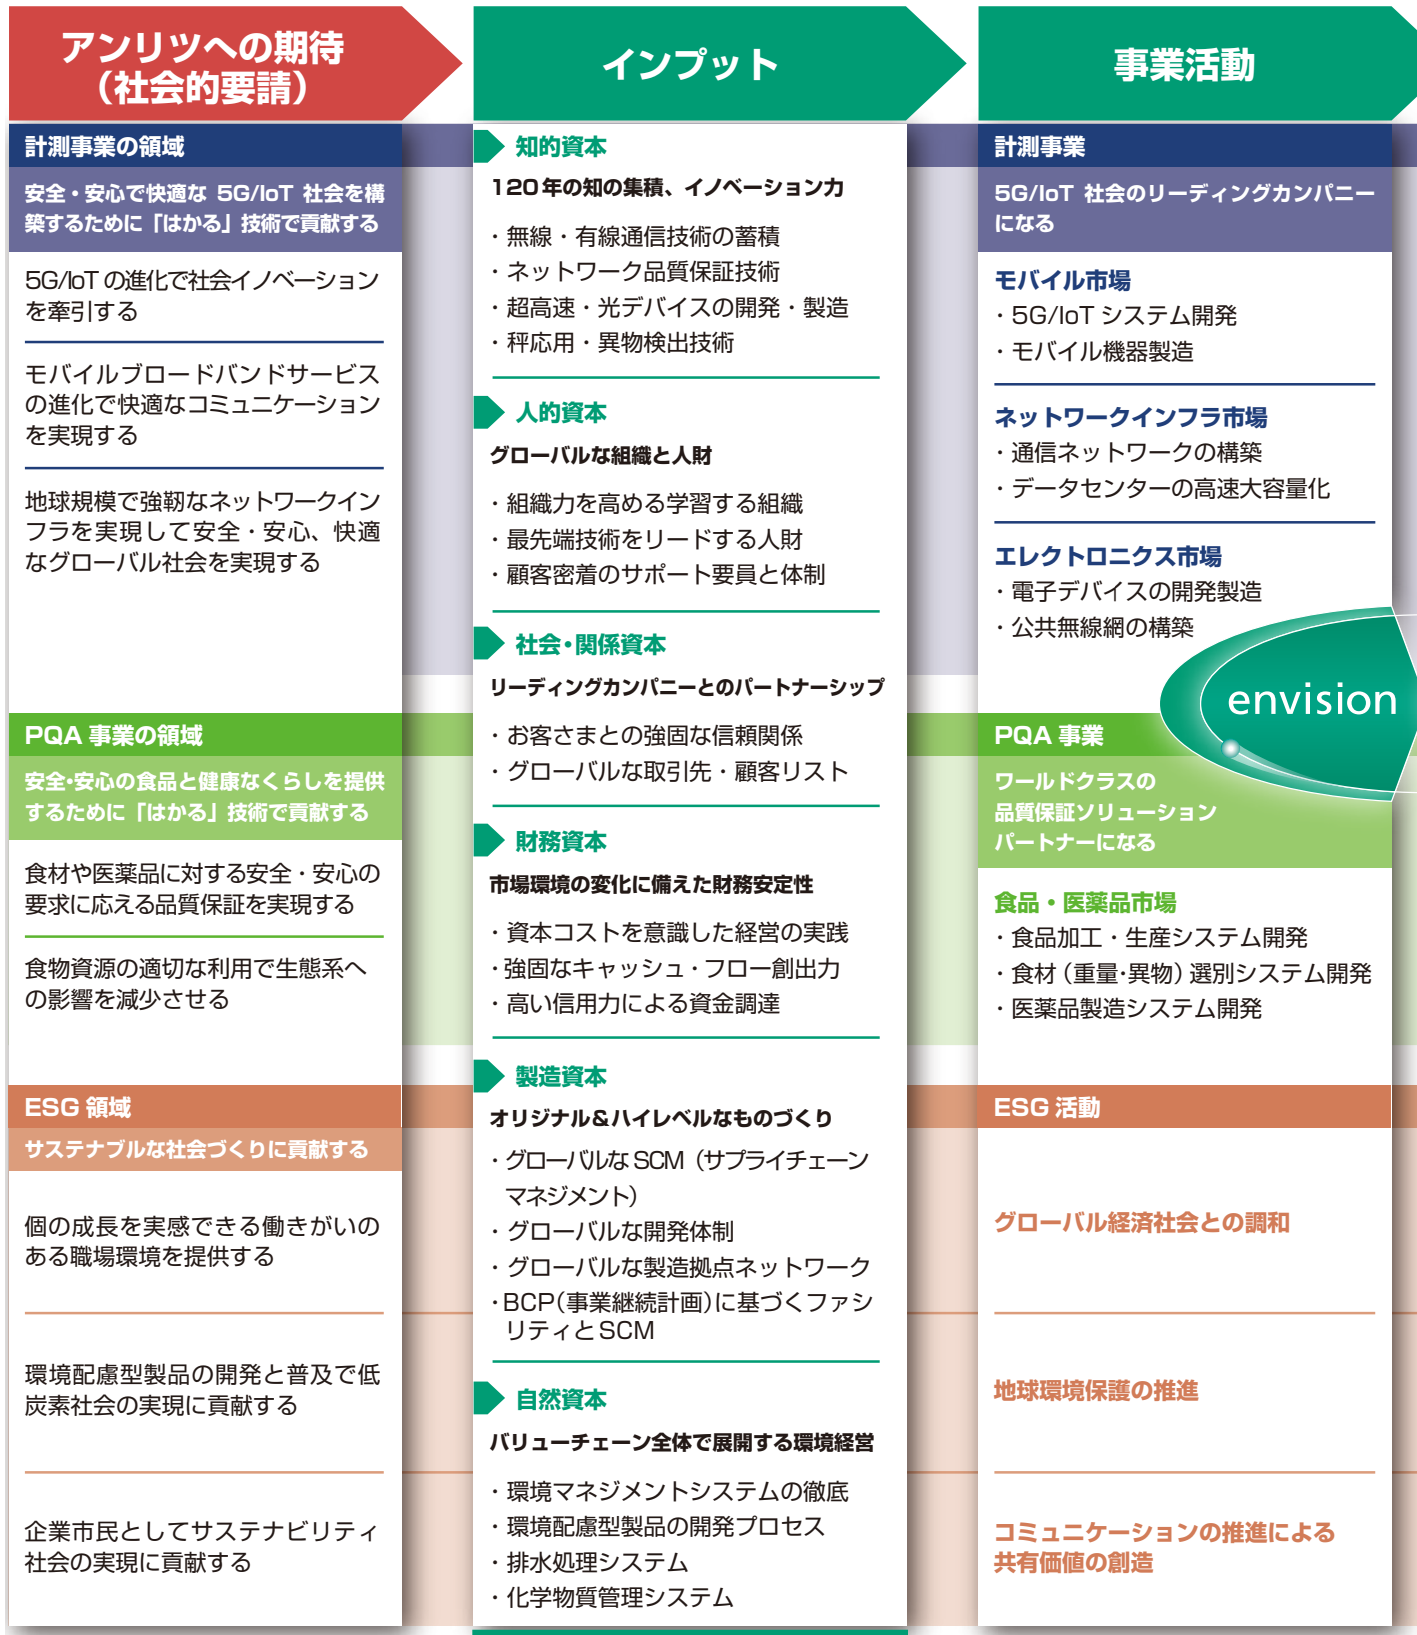 アンリツへの期待
（社会的要請）
計測事業の領域
安全・安心で快適な 5G/IoT 社会を構
築するために「はかる」技術で貢献する
5G/IoT の進化で社会イノベーション
を牽引する
モバイルブロードバンドサービス
の進化で快適なコミュニケーション
を実現する
地球規模で強靭なネットワークイン
フラを実現して安全・安心、快適
なグローバル社会を実現する
PQA 事業の領域
安全・安心の食品と健康なくらしを提供
するために「はかる」技術で貢献する
食材や医薬品に対する安全・安心の
要求に応える品質保証を実現する
食物資源の適切な利用で生態系へ
の影響を減少させる
ESG 領域
サステナブルな社会づくりに貢献する
個の成長を実感できる働きがいの
ある職場環境を提供する
環境配慮型製品の開発と普及で低
炭素社会の実現に貢献する
企業市民としてサステナビリティ
社会の実現に貢献する
インプット
知的資本
120年の知の集積、イノベーション力
・無線・有線通信技術の蓄積
・ネットワーク品質保証技術
・超高速・光デバイスの開発・製造
・秤応用・異物検出技術
人的資本
グローバルな組織と人財
・組織力を高める学習する組織
・最先端技術をリードする人財
・顧客密着のサポート要員と体制
社会・関係資本
リーディングカンパニーとのパートナーシップ
・お客さまとの強固な信頼関係
・グローバルな取引先・顧客リスト
財務資本
市場環境の変化に備えた財務安定性
・資本コストを意識した経営の実践
・強固なキャッシュ・フロー創出力
・高い信用力による資金調達
製造資本
オリジナル＆ハイレベルなものづくり
・グローバルな SCM（サプライチェーン
マネジメント）
・グローバルな開発体制
・グローバルな製造拠点ネットワーク
・BCP（事業継続計画）に基づくファシ
リティと SCM
自然資本
バリューチェーン全体で展開する環境経営
・環境マネジメントシステムの徹底
・環境配慮型製品の開発プロセス
・排水処理システム
・化学物質管理システム
事業活動
計測事業
5G/IoT 社会のリーディングカンパニー
になる
モバイル市場
・5G/IoT システム開発
・モバイル機器製造
ネットワークインフラ市場
・通信ネットワークの構築
・データセンターの高速大容量化
エレクトロニクス市場
・電子デバイスの開発製造
・公共無線網の構築
envision
PQA 事業
ワールドクラスの
品質保証ソリューション
パートナーになる
食品・医薬品市場
・食品加工・生産システム開発
・食材（重量・異物）選別システム開発
・医薬品製造システム開発
ESG 活動
グローバル経済社会との調和
地球環境保護の推進
コミュニケーションの推進による
共有価値の創造